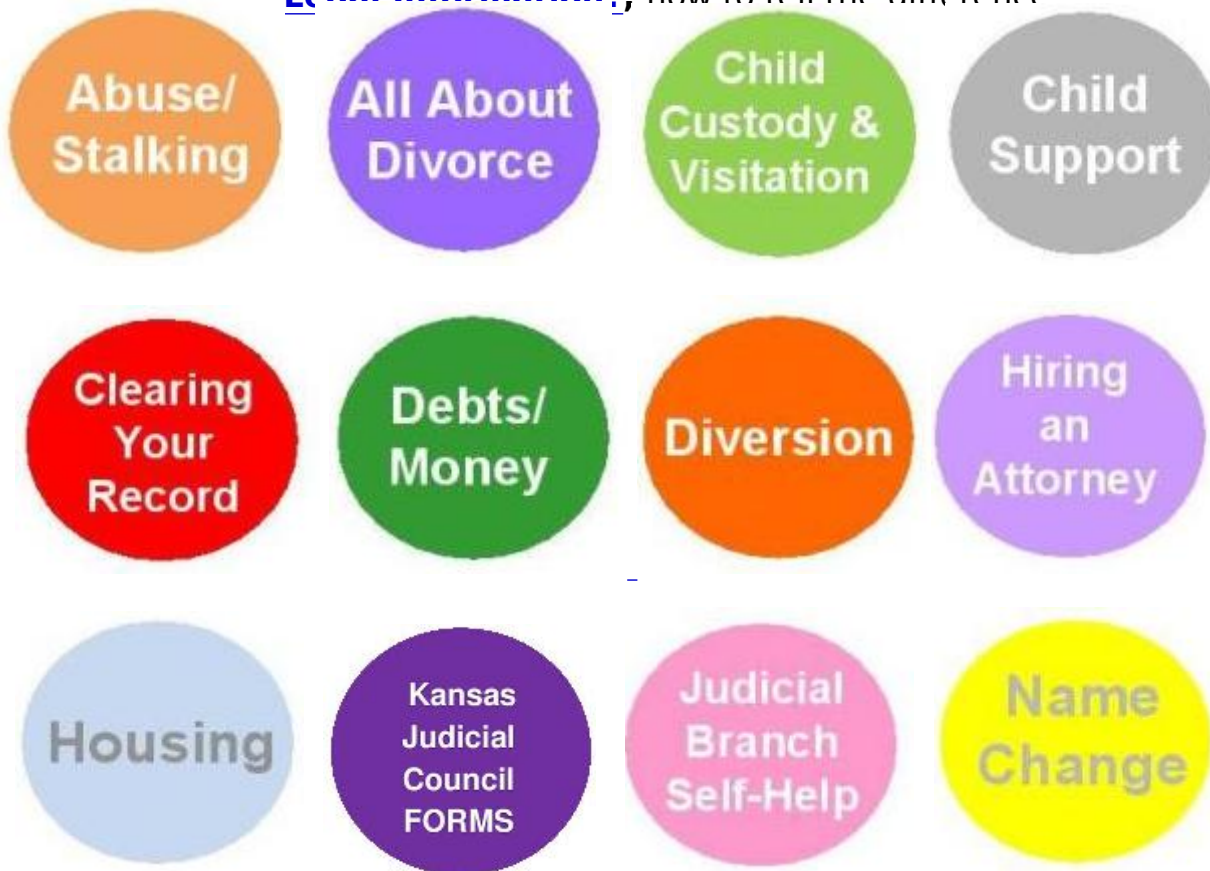 Abuse/
Stalking
All About
Divorce
Child
Custody &
Visitation
Child
Support
Clearing
Your
Record
Debts/
Money
Diversion
Hiring
an
Attorney
Housing
Kansas
Judicial
Council
FORMS
Judicial
Branch
Self-Help
Name
Change